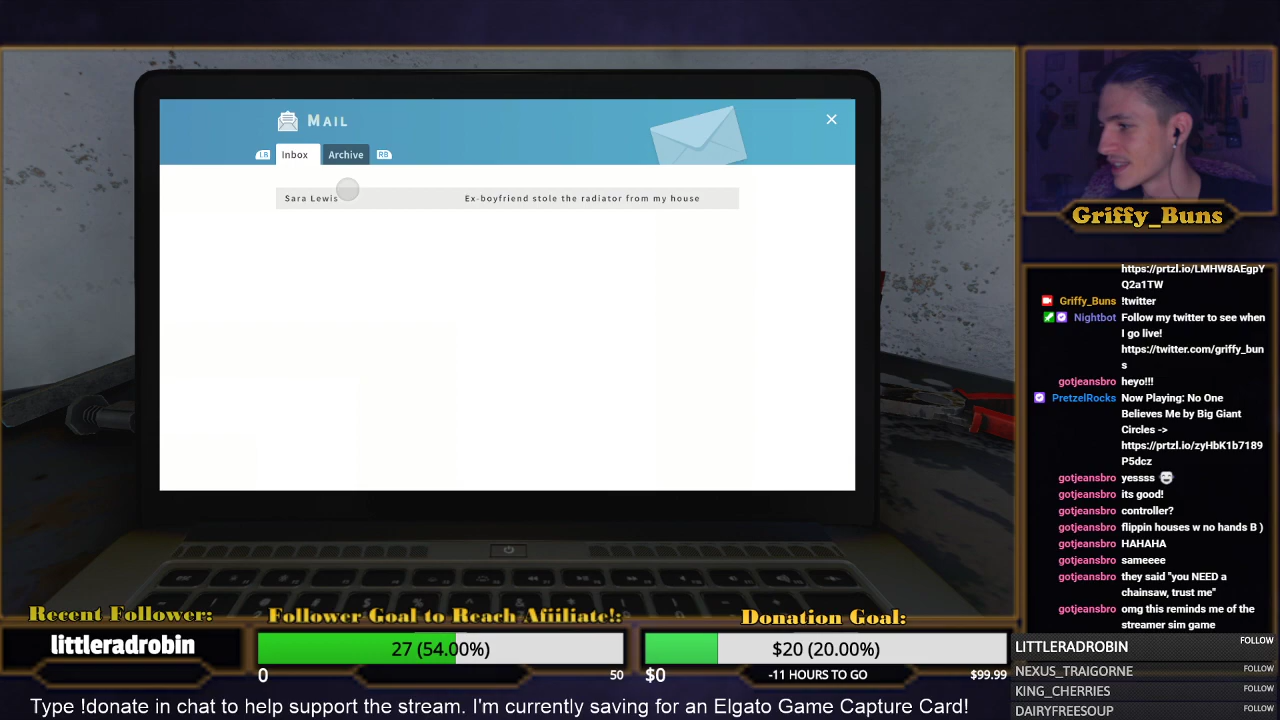 MAIL
LB Inbox Archive RB
Sara Lewis Ex-boyfriend stole the radiator from my house
Griffy_Buns
https://prtzl.io/LMHW8AEgpY
Q2a1TW
Griffy_Buns !twitter
Nightbot Follow my twitter to see when
I go live!
https://twitter.com/griffy_bun
s
gotjeansbro heyo!!!
PretzelRocks Now Playing: No One
Believes Me by Big Giant
Circles ->
https://prtzl.io/zyHbK1b7189
P5dcz
gotjeansbro yessss
gotjeansbro its good!
gotjeansbro controller?
gotjeansbro flippin houses w no hands B )
gotjeansbro HAHAHA
gotjeansbro sameeee
gotjeansbro they said "you NEED a
chainsaw, trust me"
gotjeansbro omg this reminds me of the
streamer sim game
Recent Follower:
littleradrobin
Follower Goal to Reach Affiliate!:
27 (54.00%)
0 50
Donation Goal:
$20 (20.00%)
$0 -11 HOURS TO GO $99.99
LITTLERADROBIN FOLLOW
NEXUS_TRAIGORNE FOLLOW
KING_CHERRIES FOLLOW
DAIRYFREESOUP FOLLOW
Type !donate in chat to help support the stream. I'm currently saving for an Elgato Game Capture Card!